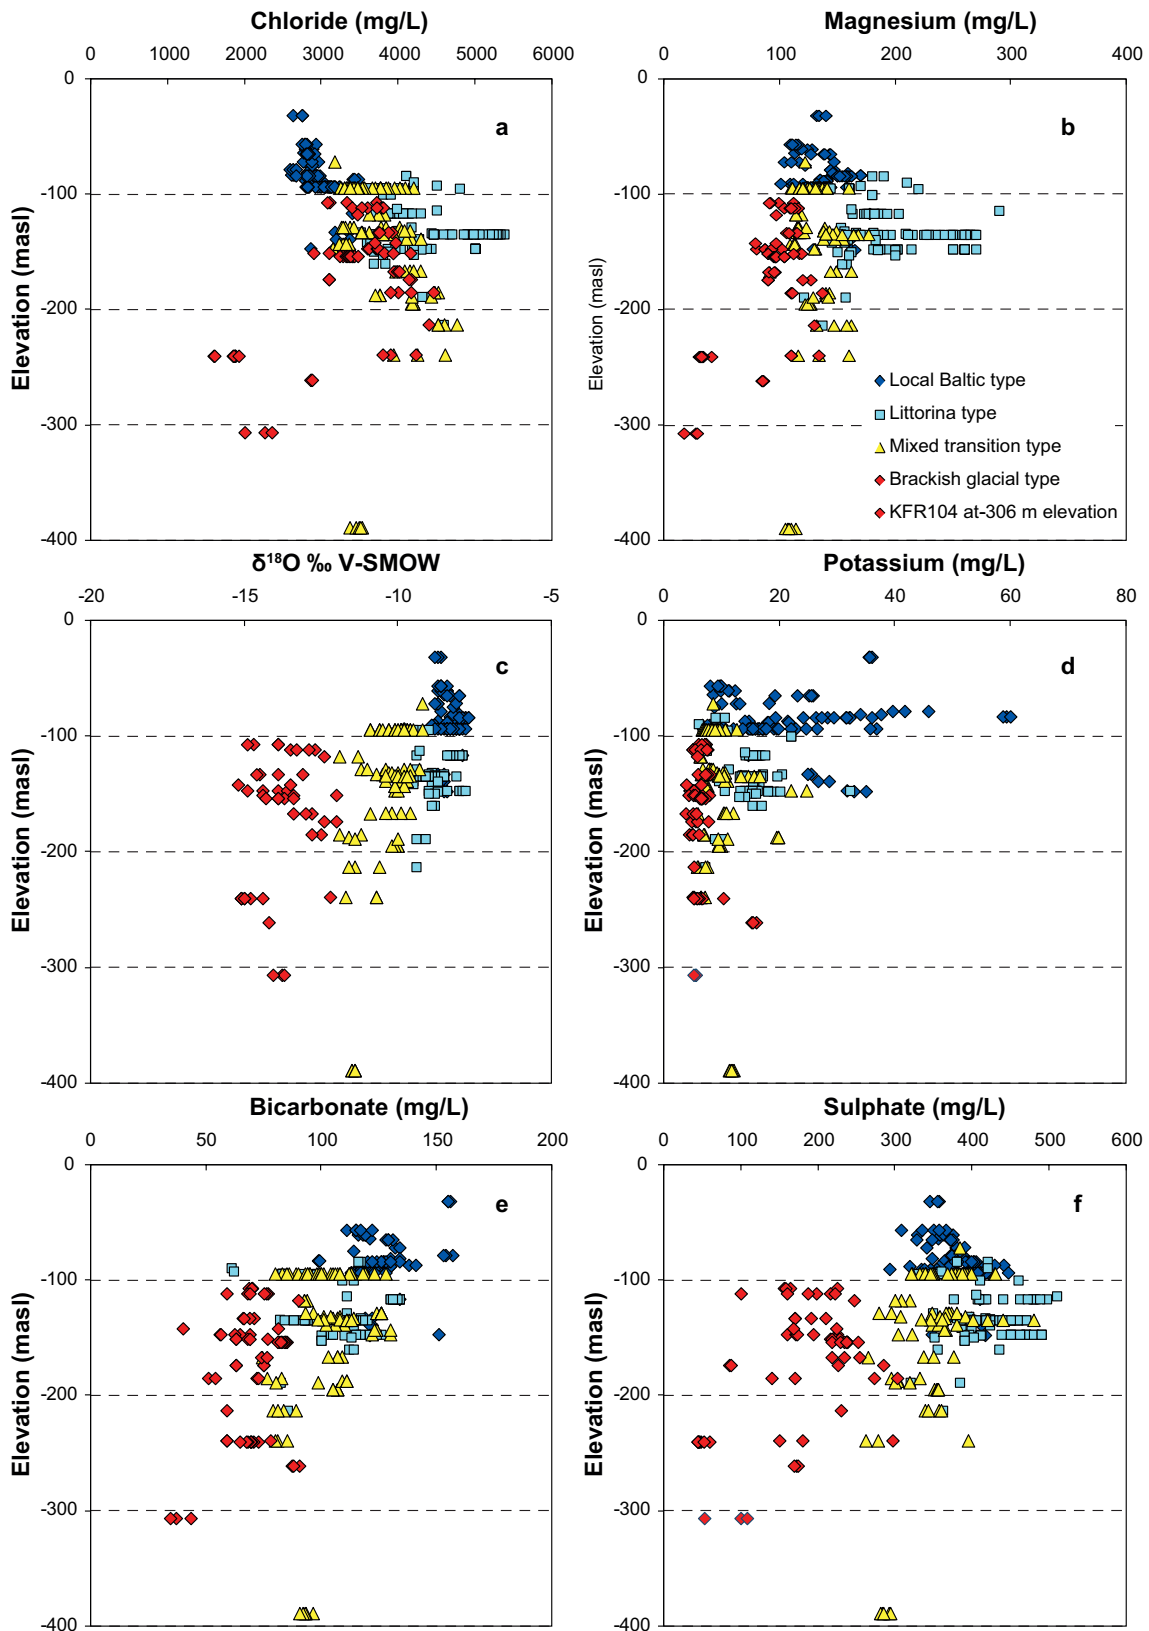 Chloride (mg/L)
0 1000 2000 3000 4000 5000 6000
0
-100
-200
-300
-400
Elevation (masl)
a
Magnesium (mg/L)
0 100 200 300 400
0
-100
-200
-300
-400
Elevation (masl)
b
Local Baltic type
Littorina type
Mixed transition type
Brackish glacial type
KFR104 at-306 m elevation
δ¹⁸O ‰ V-SMOW
-20 -15 -10 -5
0
-100
-200
-300
-400
Elevation (masl)
c
Potassium (mg/L)
0 20 40 60 80
0
-100
-200
-300
-400
Elevation (masl)
d
Bicarbonate (mg/L)
0 50 100 150 200
0
-100
-200
-300
-400
Elevation (masl)
e
Sulphate (mg/L)
0 100 200 300 400 500 600
0
-100
-200
-300
-400
Elevation (masl)
f